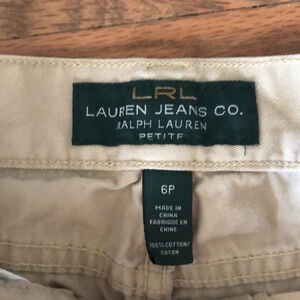 LRL
LAUREN JEANS CO.
RALPH LAUREN
PETITE
6P
MADE IN
CHINA
FABRIQUE EN
CHINE
100% COTTON/
COTON